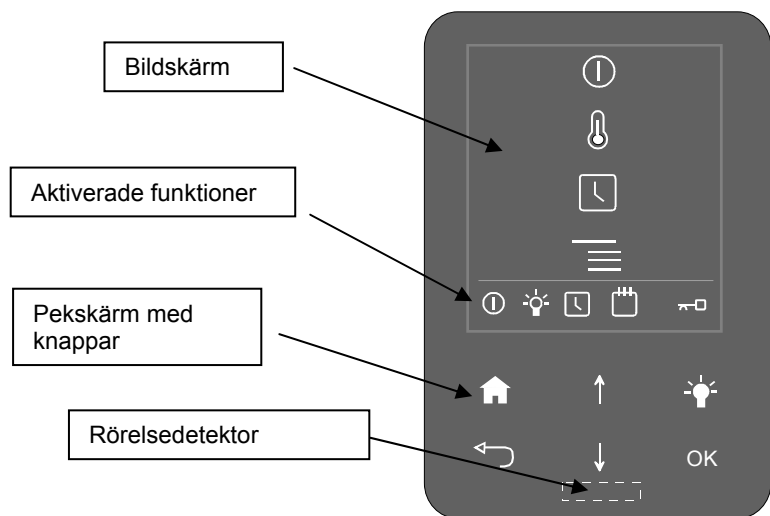 Bildskärm
Aktiverade funktioner
Pekskärm med
knappar
Rörelsedetektor
OK